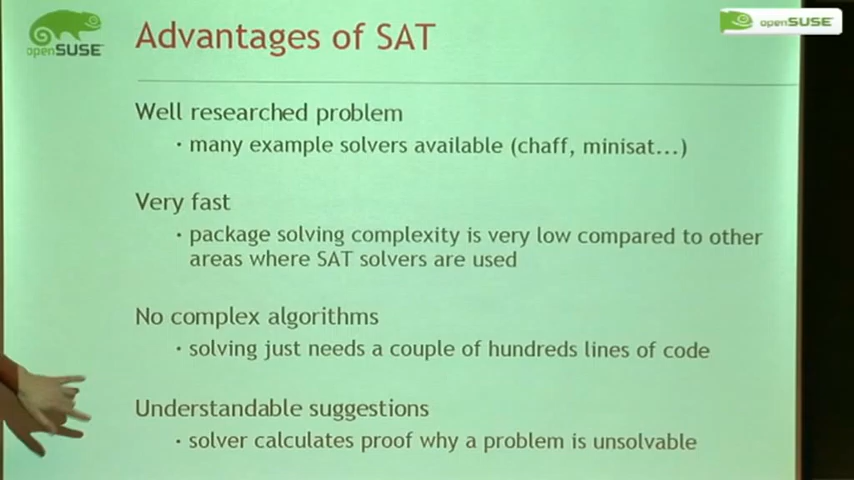 openSUSE
Advantages of SAT
openSUSE
Well researched problem
· many example solvers available (chaff, minisat...)
Very fast
· package solving complexity is very low compared to other
areas where SAT solvers are used
No complex algorithms
· solving just needs a couple of hundreds lines of code
Understandable suggestions
· solver calculates proof why a problem is unsolvable